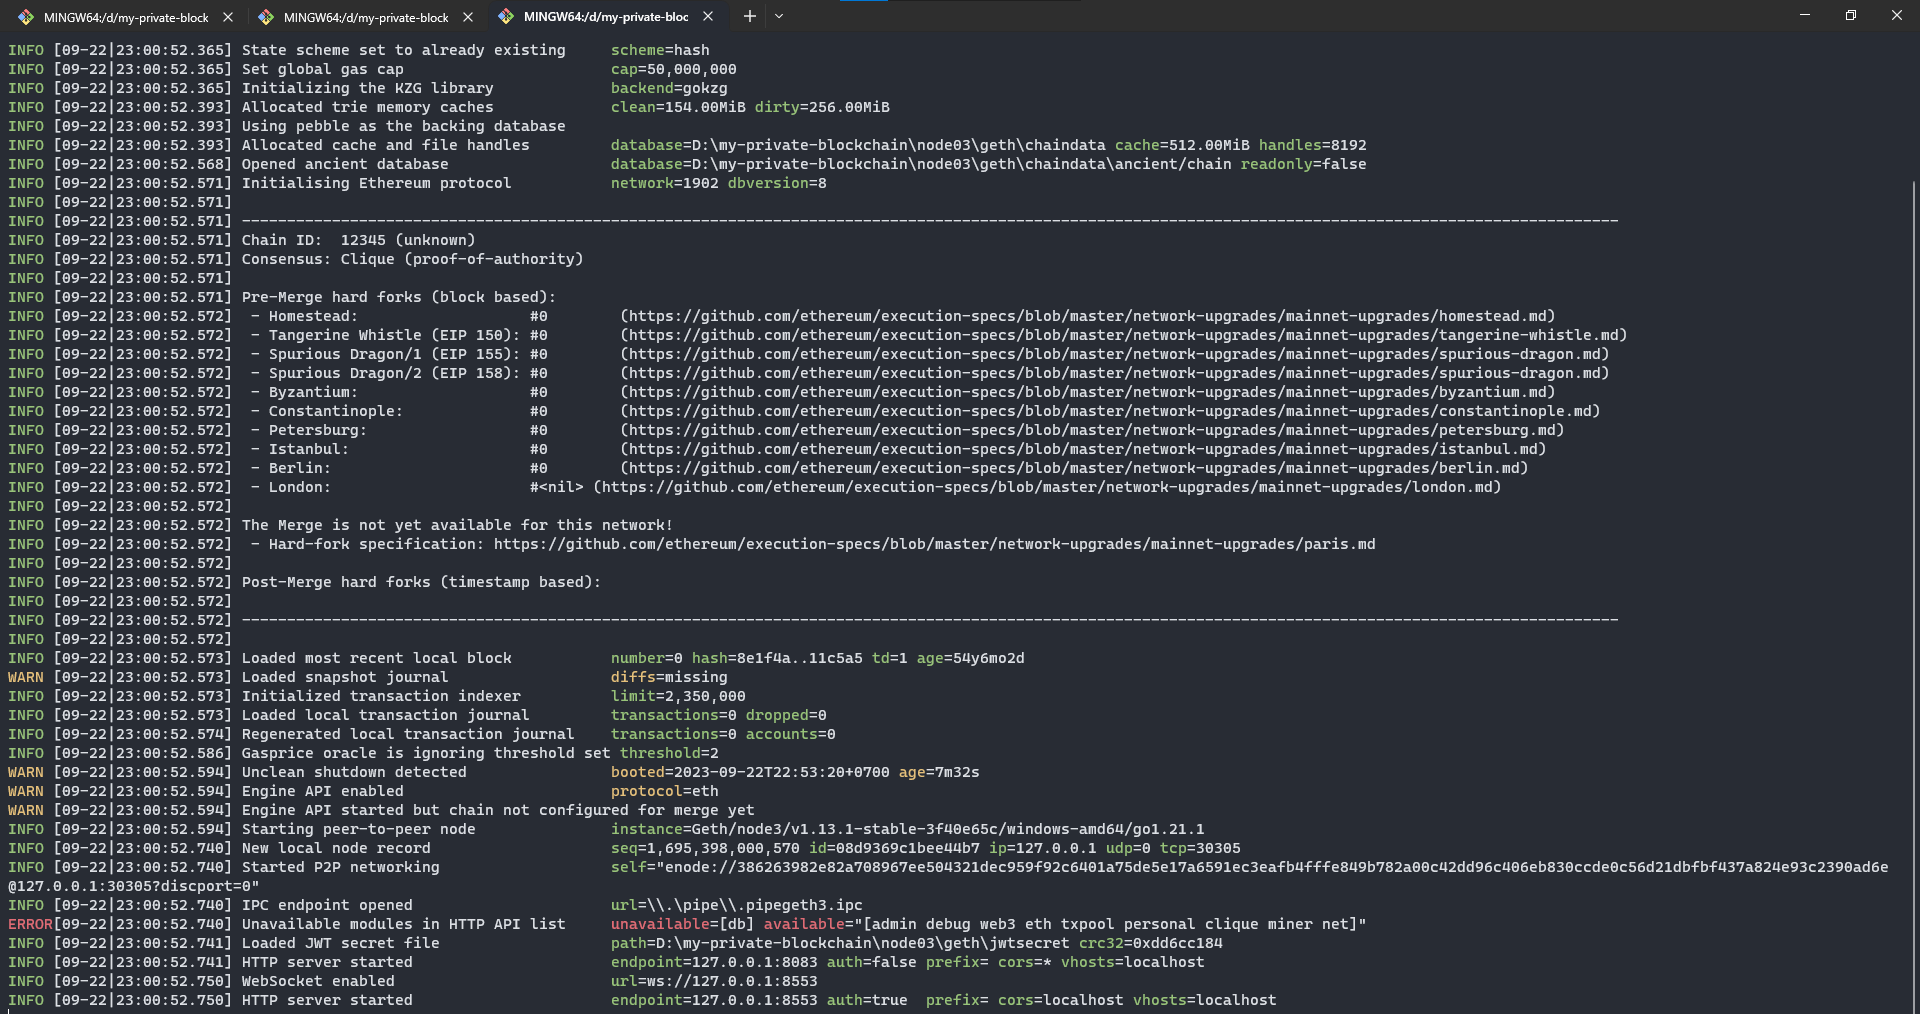 MINGW64:/d/my-private-block
MINGW64:/d/my-private-block
MINGW64:/d/my-private-bloc
INFO [09-22|23:00:52.365] State scheme set to already existing     scheme=hash
INFO [09-22|23:00:52.365] Set global gas cap                       cap=50,000,000
INFO [09-22|23:00:52.365] Initializing the KZG library             backend=gokzg
INFO [09-22|23:00:52.393] Allocated trie memory caches             clean=154.00MiB dirty=256.00MiB
INFO [09-22|23:00:52.393] Using pebble as the backing database
INFO [09-22|23:00:52.393] Allocated cache and file handles         database=D:\my-private-blockchain\node03\geth\chaindata cache=512.00MiB handles=8192
INFO [09-22|23:00:52.568] Opened ancient database                  database=D:\my-private-blockchain\node03\geth\chaindata\ancient/chain readonly=false
INFO [09-22|23:00:52.571] Initialising Ethereum protocol           network=1902 dbversion=8
INFO [09-22|23:00:52.571]
INFO [09-22|23:00:52.571] ---------------------------------------------------------------------------------------------------------------------------------------------------------
INFO [09-22|23:00:52.571] Chain ID:  12345 (unknown)
INFO [09-22|23:00:52.571] Consensus: Clique (proof-of-authority)
INFO [09-22|23:00:52.571]
INFO [09-22|23:00:52.571] Pre-Merge hard forks (block based):
INFO [09-22|23:00:52.572]  - Homestead:                   #0        (https://github.com/ethereum/execution-specs/blob/master/network-upgrades/mainnet-upgrades/homestead.md)
INFO [09-22|23:00:52.572]  - Tangerine Whistle (EIP 150): #0        (https://github.com/ethereum/execution-specs/blob/master/network-upgrades/mainnet-upgrades/tangerine-whistle.md)
INFO [09-22|23:00:52.572]  - Spurious Dragon/1 (EIP 155): #0        (https://github.com/ethereum/execution-specs/blob/master/network-upgrades/mainnet-upgrades/spurious-dragon.md)
INFO [09-22|23:00:52.572]  - Spurious Dragon/2 (EIP 158): #0        (https://github.com/ethereum/execution-specs/blob/master/network-upgrades/mainnet-upgrades/spurious-dragon.md)
INFO [09-22|23:00:52.572]  - Byzantium:                   #0        (https://github.com/ethereum/execution-specs/blob/master/network-upgrades/mainnet-upgrades/byzantium.md)
INFO [09-22|23:00:52.572]  - Constantinople:              #0        (https://github.com/ethereum/execution-specs/blob/master/network-upgrades/mainnet-upgrades/constantinople.md)
INFO [09-22|23:00:52.572]  - Petersburg:                  #0        (https://github.com/ethereum/execution-specs/blob/master/network-upgrades/mainnet-upgrades/petersburg.md)
INFO [09-22|23:00:52.572]  - Istanbul:                    #0        (https://github.com/ethereum/execution-specs/blob/master/network-upgrades/mainnet-upgrades/istanbul.md)
INFO [09-22|23:00:52.572]  - Berlin:                      #0        (https://github.com/ethereum/execution-specs/blob/master/network-upgrades/mainnet-upgrades/berlin.md)
INFO [09-22|23:00:52.572]  - London:                      #<nil> (https://github.com/ethereum/execution-specs/blob/master/network-upgrades/mainnet-upgrades/london.md)
INFO [09-22|23:00:52.572]
INFO [09-22|23:00:52.572] The Merge is not yet available for this network!
INFO [09-22|23:00:52.572]  - Hard-fork specification: https://github.com/ethereum/execution-specs/blob/master/network-upgrades/mainnet-upgrades/paris.md
INFO [09-22|23:00:52.572]
INFO [09-22|23:00:52.572] Post-Merge hard forks (timestamp based):
INFO [09-22|23:00:52.572]
INFO [09-22|23:00:52.572] ---------------------------------------------------------------------------------------------------------------------------------------------------------
INFO [09-22|23:00:52.572]
INFO [09-22|23:00:52.573] Loaded most recent local block           number=0 hash=8e1f4a..11c5a5 td=1 age=54y6mo2d
WARN [09-22|23:00:52.573] Loaded snapshot journal                  diffs=missing
INFO [09-22|23:00:52.573] Initialized transaction indexer          limit=2,350,000
INFO [09-22|23:00:52.573] Loaded local transaction journal         transactions=0 dropped=0
INFO [09-22|23:00:52.574] Regenerated local transaction journal    transactions=0 accounts=0
INFO [09-22|23:00:52.586] Gasprice oracle is ignoring threshold set threshold=2
WARN [09-22|23:00:52.594] Unclean shutdown detected                booted=2023-09-22T22:53:20+0700 age=7m32s
WARN [09-22|23:00:52.594] Engine API enabled                       protocol=eth
WARN [09-22|23:00:52.594] Engine API started but chain not configured for merge yet
INFO [09-22|23:00:52.594] Starting peer-to-peer node               instance=Geth/node3/v1.13.1-stable-3f40e65c/windows-amd64/go1.21.1
INFO [09-22|23:00:52.740] New local node record                    seq=1,695,398,000,570 id=08d9369c1bee44b7 ip=127.0.0.1 udp=0 tcp=30305
INFO [09-22|23:00:52.740] Started P2P networking                   self="enode://386263982e82a708967ee504321dec959f92c6401a75de5e17a6591ec3eafb4fffe849b782a00c42dd96c406eb830ccde0c56d21dbfbf437a824e93c2390ad6e
@127.0.0.1:30305?discport=0"
INFO [09-22|23:00:52.740] IPC endpoint opened                      url=\\.\pipe\\.pipegeth3.ipc
ERROR[09-22|23:00:52.740] Unavailable modules in HTTP API list     unavailable=[db] available="[admin debug web3 eth txpool personal clique miner net]"
INFO [09-22|23:00:52.741] Loaded JWT secret file                   path=D:\my-private-blockchain\node03\geth\jwtsecret crc32=0xdd6cc184
INFO [09-22|23:00:52.741] HTTP server started                      endpoint=127.0.0.1:8083 auth=false prefix= cors=* vhosts=localhost
INFO [09-22|23:00:52.750] WebSocket enabled                        url=ws://127.0.0.1:8553
INFO [09-22|23:00:52.750] HTTP server started                      endpoint=127.0.0.1:8553 auth=true  prefix= cors=localhost vhosts=localhost